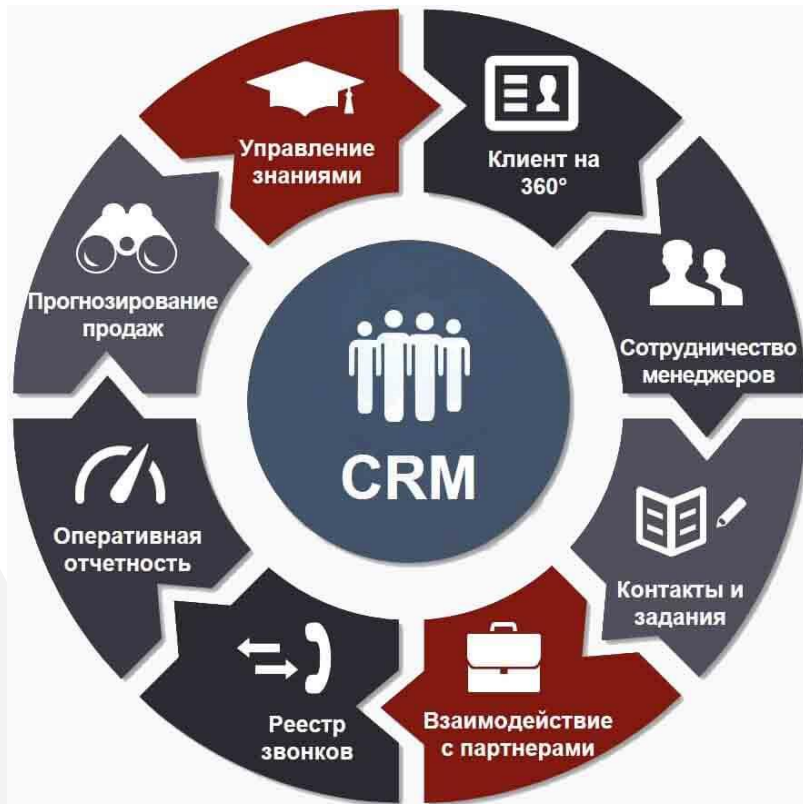 Управление
знаниями
Клиент на
360°
Сотрудничество
менеджеров
Контакты и
задания
Взаимодействие
с партнерами
Реестр
звонков
Оперативная
отчетность
Прогнозирование
продаж
CRM